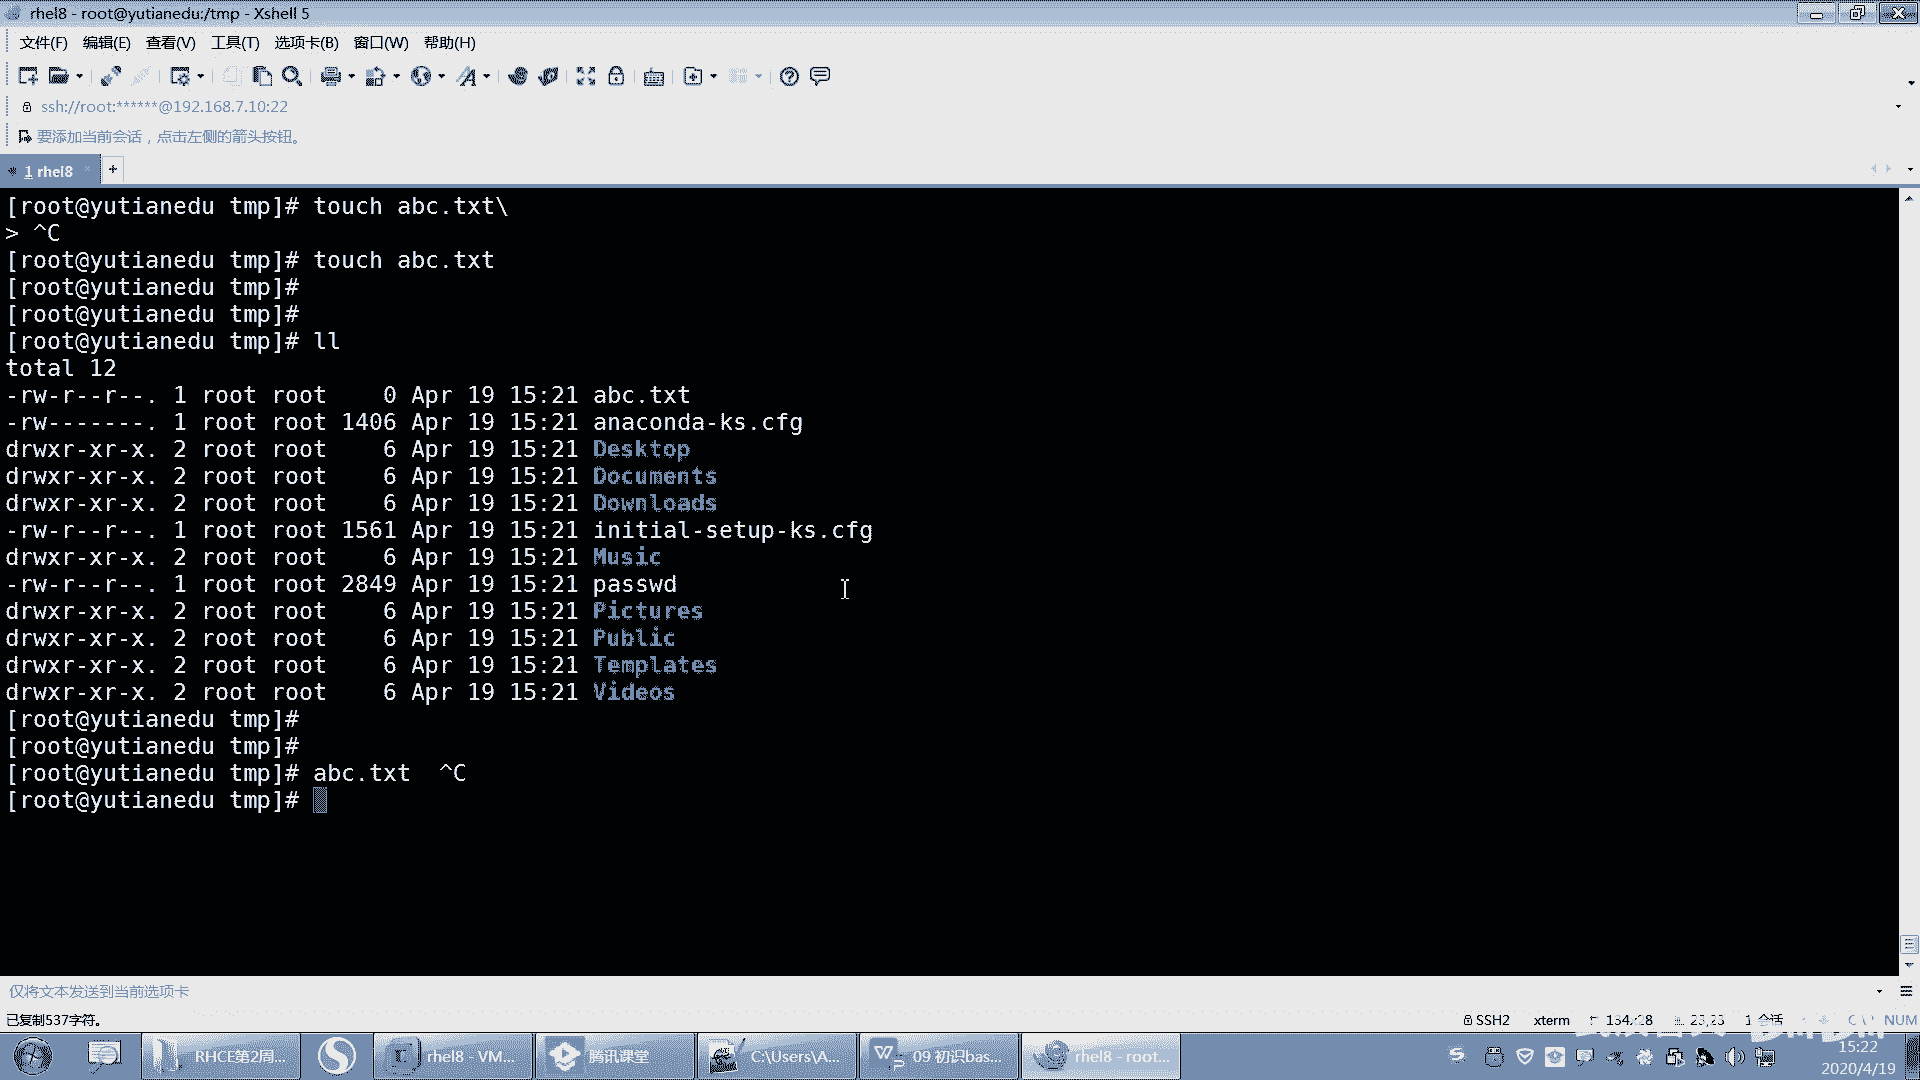 rhel8 - root@yutianedu:/tmp - Xshell 5
文件(F) 编辑(E) 查看(V) 工具(T) 选项卡(B) 窗口(W) 帮助(H)
ssh://root:******@192.168.7.10:22
要添加当前会话，点击左侧的箭头按钮。
1 rhel8 × +
[root@yutianedu tmp]# touch abc.txt\
> ^C
[root@yutianedu tmp]# touch abc.txt
[root@yutianedu tmp]#
[root@yutianedu tmp]#
[root@yutianedu tmp]# ll
total 12
-rw-r--r--. 1 root root    0 Apr 19 15:21 abc.txt
-rw-------. 1 root root 1406 Apr 19 15:21 anaconda-ks.cfg
drwxr-xr-x. 2 root root    6 Apr 19 15:21 Desktop
drwxr-xr-x. 2 root root    6 Apr 19 15:21 Documents
drwxr-xr-x. 2 root root    6 Apr 19 15:21 Downloads
-rw-r--r--. 1 root root 1561 Apr 19 15:21 initial-setup-ks.cfg
drwxr-xr-x. 2 root root    6 Apr 19 15:21 Music
-rw-r--r--. 1 root root 2849 Apr 19 15:21 passwd
drwxr-xr-x. 2 root root    6 Apr 19 15:21 Pictures
drwxr-xr-x. 2 root root    6 Apr 19 15:21 Public
drwxr-xr-x. 2 root root    6 Apr 19 15:21 Templates
drwxr-xr-x. 2 root root    6 Apr 19 15:21 Videos
[root@yutianedu tmp]#
[root@yutianedu tmp]#
[root@yutianedu tmp]# abc.txt  ^C
[root@yutianedu tmp]#
仅将文本发送到当前选项卡
已复制537字符。 SSH2 xterm 23,23 1 会话 NUM
RHCE第2周... rhel8 - VM... 腾讯课堂 C:\Users\A... 09 初识bas... rhel8 - root...
15:22
2020/4/19